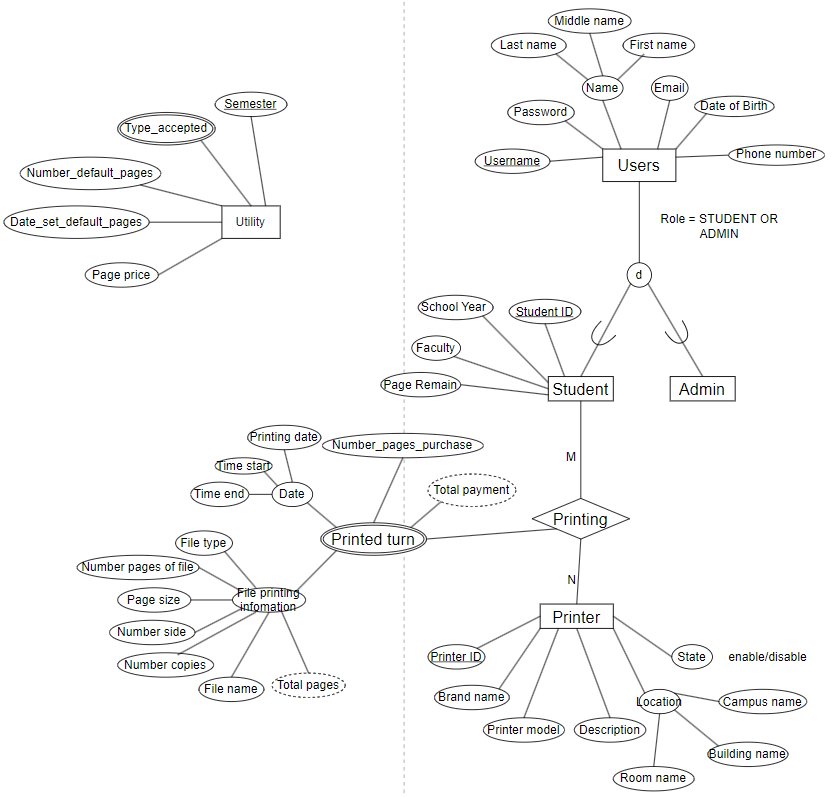 Middle name
Last name
First name
Name
Email
Password
Date of Birth
Username
Users
Phone number
Role = STUDENT OR
ADMIN
d
Semester
Type_accepted
Number_default_pages
Date_set_default_pages
Utility
Page price
School Year
Student ID
Faculty
Page Remain
Student
Admin
M
Printing date
Number_pages_purchase
Time start
Time end
Date
Total payment
Printed turn
Printing
N
File type
Number pages of file
Page size
File printing
infomation
Number side
Number copies
File name
Total pages
Printer
Printer ID
State
enable/disable
Brand name
Location
Campus name
Printer model
Description
Building name
Room name